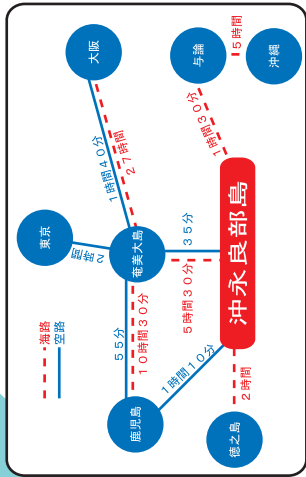 海路
空路
東京
大阪
2時間
1時間40分
27時間
奄美大島
鹿児島
55分
10時間30分
35分
5時間30分
1時間10分
徳之島
2時間
沖永良部島
1時間30分
与論
5時間
沖縄